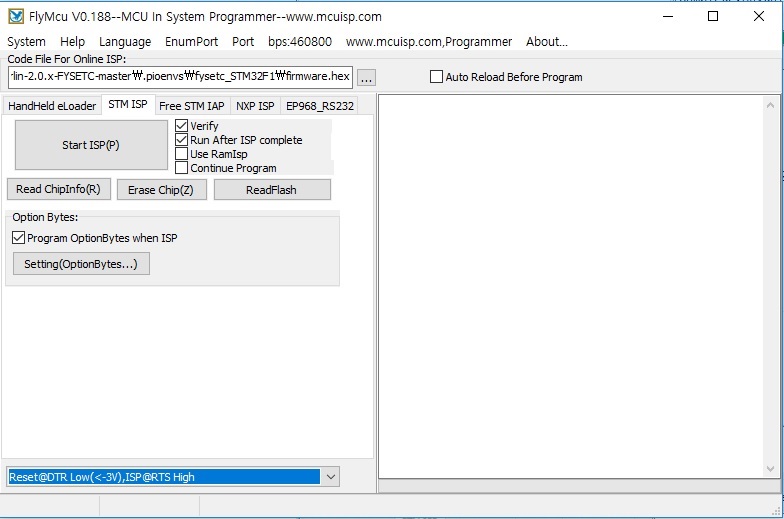 FlyMcu V0.188--MCU In System Programmer--www.mcuisp.com
System Help Language EnumPort Port bps:460800 www.mcuisp.com,Programmer About...
Code File For Online ISP:
lin-2.0.x-FYSETC-master₩.pioenvs₩fysetc_STM32F1₩firmware.hex ... Auto Reload Before Program
HandHeld eLoader STM ISP Free STM IAP NXP ISP EP968_RS232
Start ISP(P)
Verify
Run After ISP complete
Use RamIsp
Continue Program
Read ChipInfo(R) Erase Chip(Z) ReadFlash
Option Bytes:
Program OptionBytes when ISP
Setting(OptionBytes...)
Reset@DTR Low(<-3V),ISP@RTS High